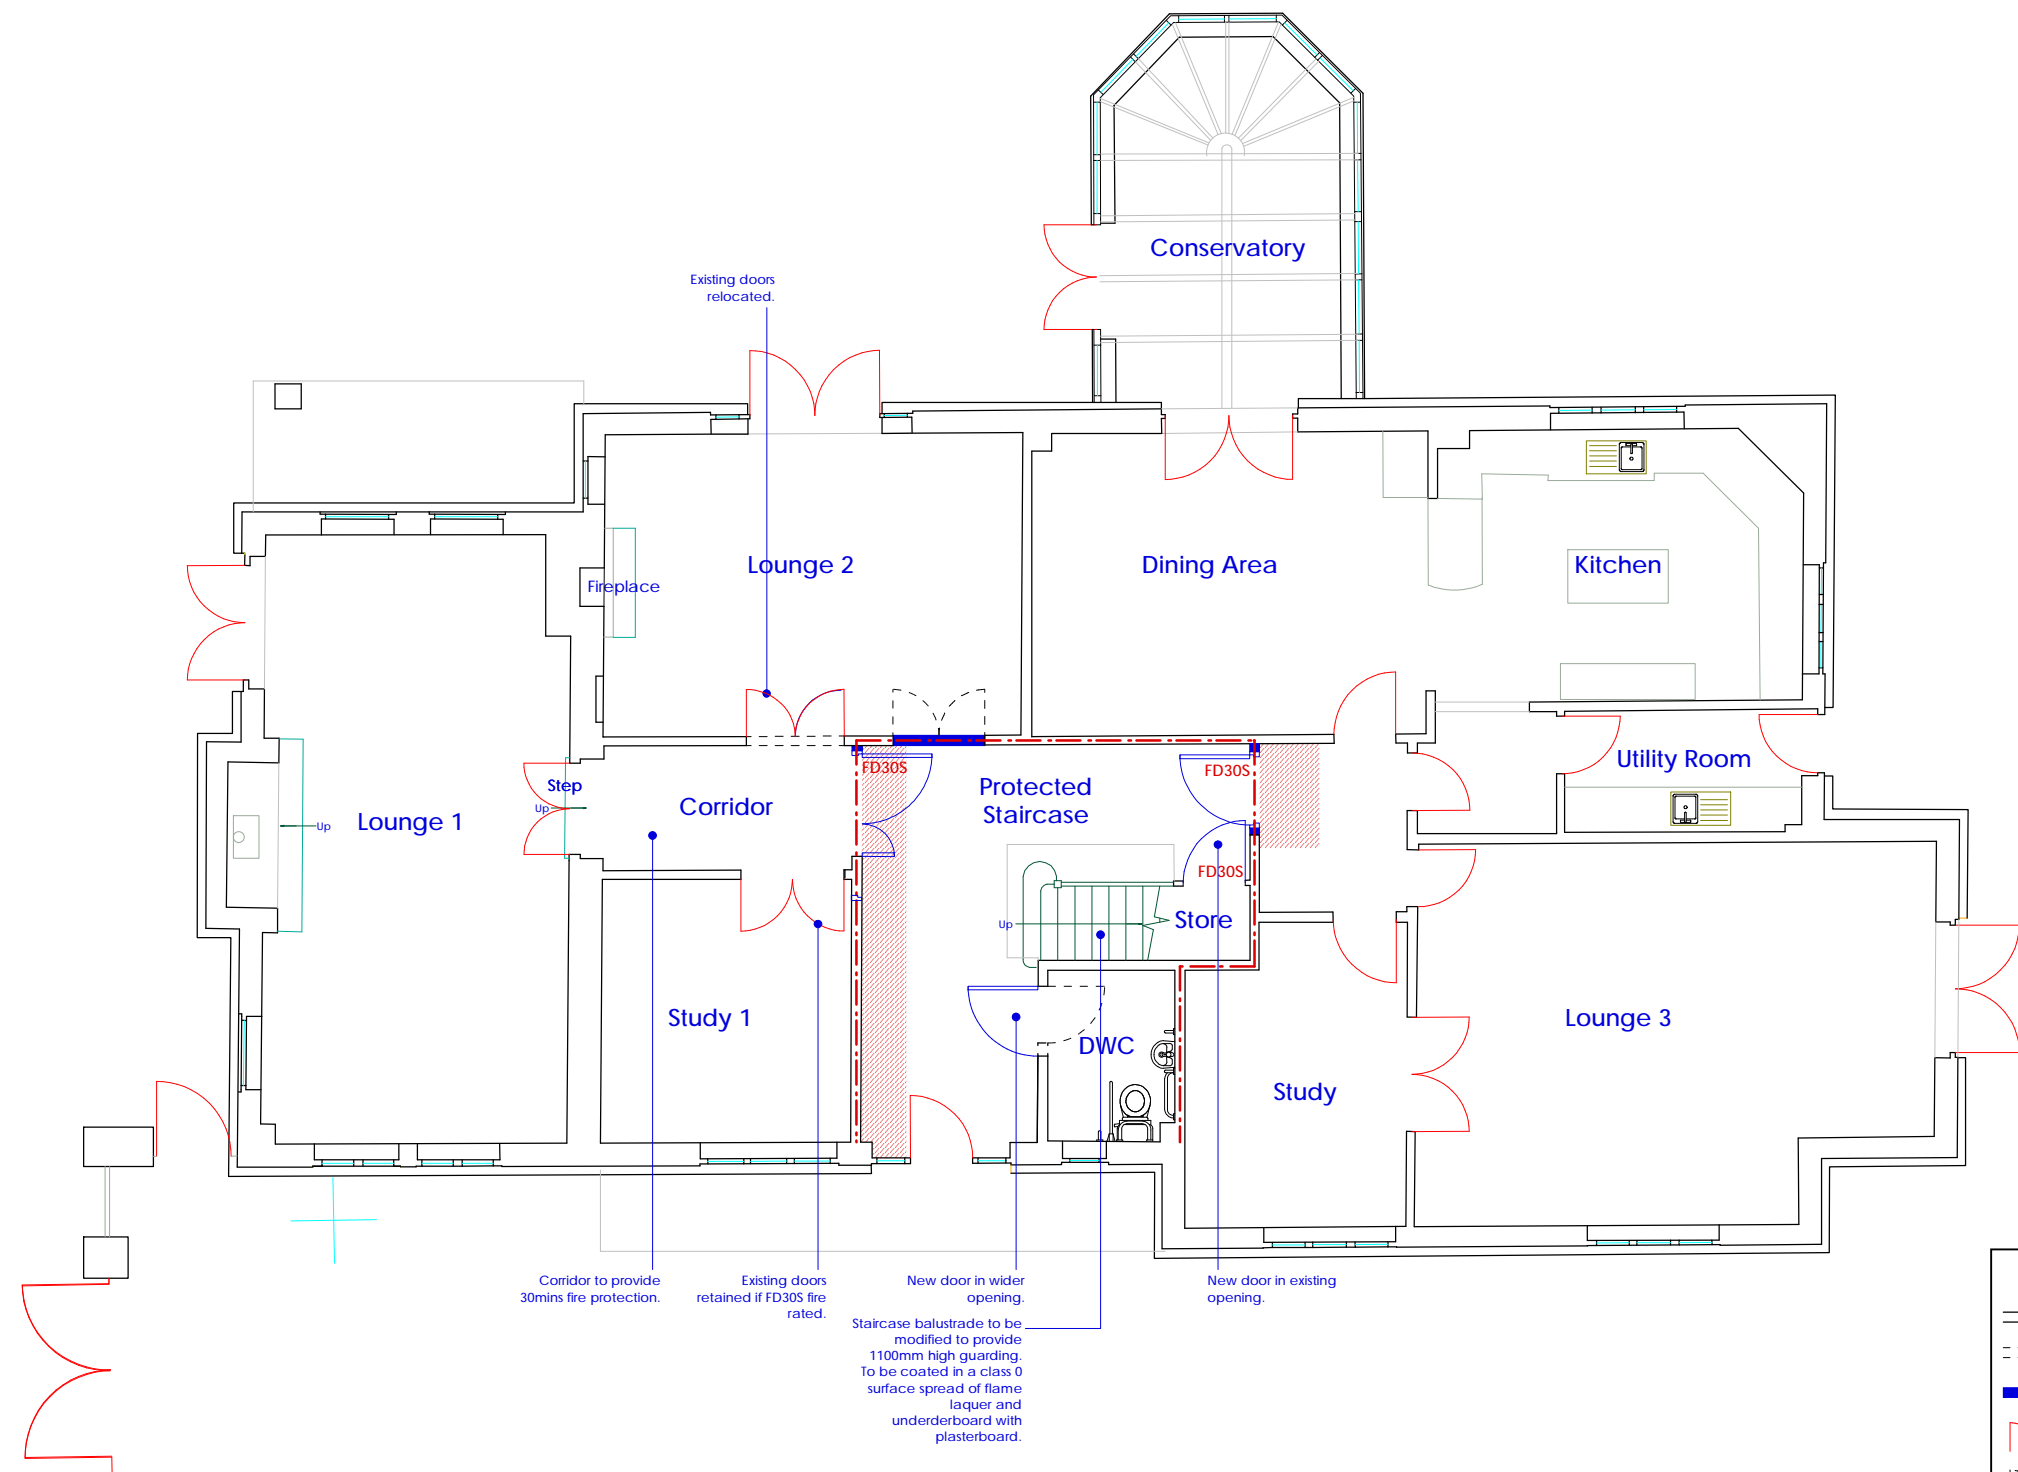 Conservatory
Existing doors
relocated.
Lounge 2
Dining Area
Kitchen
Fireplace
Utility Room
FD30S
FD30S
Step
Up
Up
Lounge 1
Corridor
Protected
Staircase
FD30S
Up
Store
Study 1
DWC
Lounge 3
Study
Corridor to provide
30mins fire protection.
Existing doors
retained if FD30S fire
rated.
New door in wider
opening.
New door in existing
opening.
Staircase balustrade to be
modified to provide
1100mm high guarding.
To be coated in a class 0
surface spread of flame
laquer and
underderboard with
plasterboard.